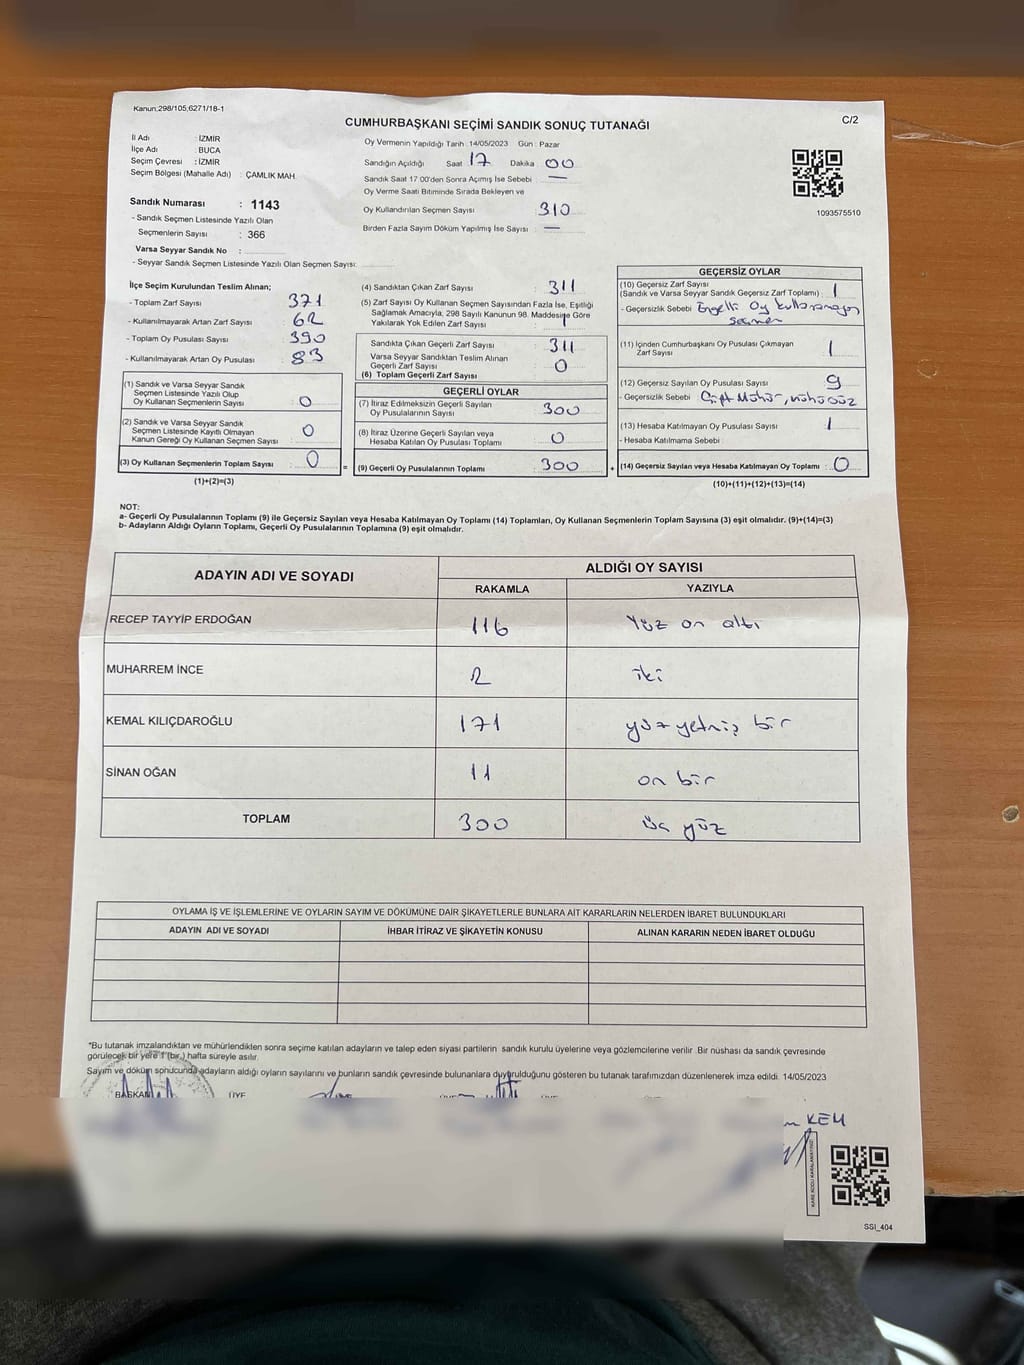 Kanun;298/105,6271/18-1
CUMHURBAŞKANI SEÇİMİ SANDIK SONUÇ TUTANAĞI
C/2
İl Adı : İZMİR
İlçe Adı : BUCA
Seçim Çevresi : İZMİR
Seçim Bölgesi (Mahalle Adı) : ÇAMLIK MAH.
Sandık Numarası : 1143
- Sandık Seçmen Listesinde Yazılı Olan
Seçmenlerin Sayısı : 366
Varsa Seyyar Sandık No :
- Seyyar Sandık Seçmen Listesinde Yazılı Olan Seçmen Sayısı:
Oy Vermenin Yapıldığı Tarih : 14/05/2023 Gün : Pazar
Sandığın Açıldığı Saat 17 Dakika 00
Sandık Saat 17:00'den Sonra Açımış İse Sebebi : —
Oy Verme Saati Bitiminde Sırada Bekleyen ve
Oy Kullandırılan Seçmen Sayısı 310
Birden Fazla Sayım Döküm Yapılmış İse Sayısı : —
1093575510
İlçe Seçim Kurulundan Teslim Alınan;
- Toplam Zarf Sayısı 371
- Kullanılmayarak Artan Zarf Sayısı : 62
- Toplam Oy Pusulası Sayısı : 390
- Kullanılmayarak Artan Oy Pusulası : 83
(1) Sandık ve Varsa Seyyar Sandık
Seçmen Listesinde Yazılı Olup
Oy Kullanan Seçmenlerin Sayısı : 0
(2) Sandık ve Varsa Seyyar Sandık
Seçmen Listesinde Kayıtlı Olmayan
Kanun Gereği Oy Kullanan Seçmen Sayısı : 0
(3) Oy Kullanan Seçmenlerin Toplam Sayısı : 0
(1)+(2)=(3)
(4) Sandıktan Çıkan Zarf Sayısı : 311
(5) Zarf Sayısı Oy Kullanan Seçmen Sayısından Fazla İse, Eşitliği
Sağlamak Amacıyla, 298 Sayılı Kanunun 98. Maddesine Göre
Yakılarak Yok Edilen Zarf Sayısı : 1
Sandıkta Çıkan Geçerli Zarf Sayısı : 311
Varsa Seyyar Sandıktan Teslim Alınan
Geçerli Zarf Sayısı : 0
(6) Toplam Geçerli Zarf Sayısı
GEÇERLİ OYLAR
(7) İtiraz Edilmeksizin Geçerli Sayılan
Oy Pusulalarının Sayısı : 300
(8) İtiraz Üzerine Geçerli Sayılan veya
Hesaba Katılan Oy Pusulası Toplamı : 0
= (9) Geçerli Oy Pusulalarının Toplamı : 300 +
GEÇERSİZ OYLAR
(10) Geçersiz Zarf Sayısı
(Sandık ve Varsa Seyyar Sandık Geçersiz Zarf Toplamı) : 1
- Geçersizlik Sebebi : Engelli Oy kullanamayan
seçmen
(11) İçinden Cumhurbaşkanı Oy Pusulası Çıkmayan
Zarf Sayısı : 1
(12) Geçersiz Sayılan Oy Pusulası Sayısı : 9
- Geçersizlik Sebebi : Çift Mühür, mühürsüz
(13) Hesaba Katılmayan Oy Pusulası Sayısı : 1
- Hesaba Katılmama Sebebi :
(14) Geçersiz Sayılan veya Hesaba Katılmayan Oy Toplamı : 0
(10)+(11)+(12)+(13)=(14)
NOT:
a- Geçerli Oy Pusulalarının Toplamı (9) ile Geçersiz Sayılan veya Hesaba Katılmayan Oy Toplamı (14) Toplamları, Oy Kullanan Seçmenlerin Toplam Sayısına (3) eşit olmalıdır. (9)+(14)=(3)
b- Adayların Aldığı Oyların Toplamı, Geçerli Oy Pusulalarının Toplamına (9) eşit olmalıdır.
ADAYIN ADI VE SOYADI
ALDIĞI OY SAYISI
RAKAMLA YAZIYLA
RECEP TAYYİP ERDOĞAN 116 Yüz on altı
MUHARREM İNCE 2 iki
KEMAL KILIÇDAROĞLU 171 yüz yetmiş bir
SİNAN OĞAN 11 on bir
TOPLAM 300 üç yüz
OYLAMA İŞ VE İŞLEMLERİNE VE OYLARIN SAYIM VE DÖKÜMÜNE DAİR ŞİKAYETLERLE BUNLARA AİT KARARLARIN NELERDEN İBARET BULUNDUKLARI
ADAYIN ADI VE SOYADI İHBAR İTİRAZ VE ŞİKAYETİN KONUSU ALINAN KARARIN NEDEN İBARET OLDUĞU
*Bu tutanak imzalandıktan ve mühürlendikten sonra seçime katılan adayların ve talep eden siyasi partilerin sandık kurulu üyelerine veya gözlemcilerine verilir. Bir nüshası da sandık çevresinde
görülecek bir yere 1 (bir) hafta süreyle asılır.
Sayım ve döküm sonucunda adayların aldığı oyların sayılarını ve bunların sandık çevresinde bulunanlara duyurulduğunu gösteren bu tutanak tarafımızdan düzenlenerek imza edildi. 14/05/2023
BAŞKAN ÜYE
SSI_404